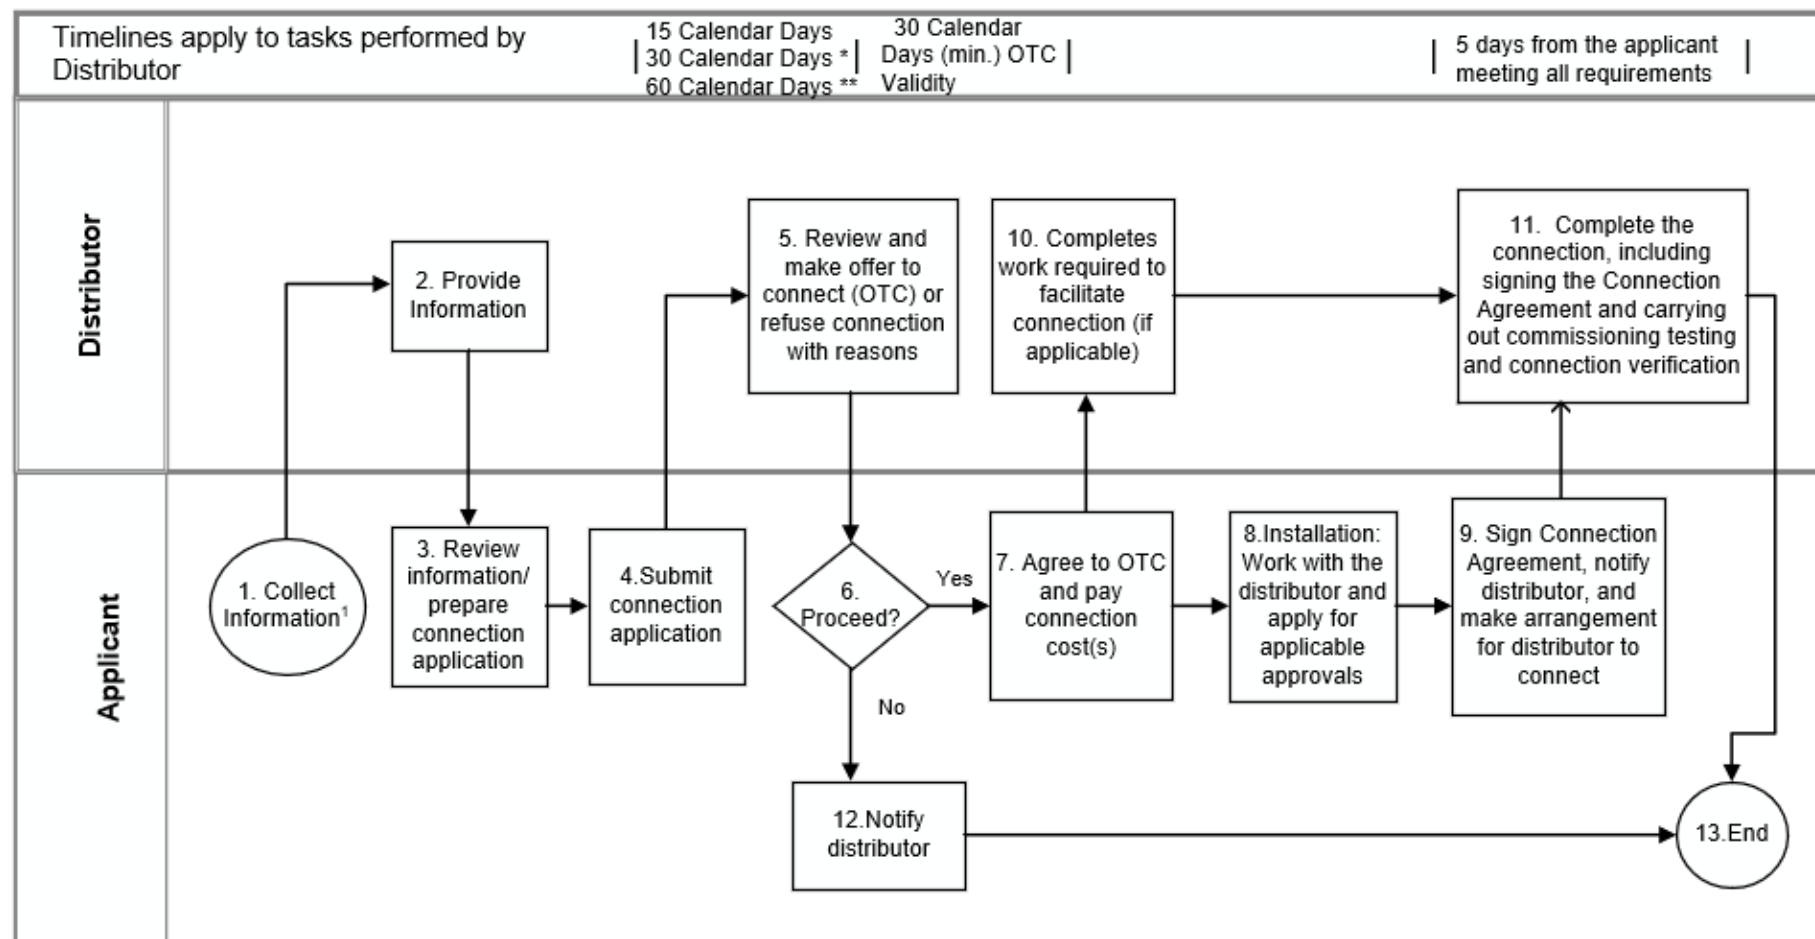 Timelines apply to tasks performed by
Distributor
15 Calendar Days
30 Calendar Days *
60 Calendar Days **
30 Calendar
Days (min.) OTC
Validity
5 days from the applicant
meeting all requirements
Distributor
2. Provide
Information
5. Review and
make offer to
connect (OTC) or
refuse connection
with reasons
10. Completes
work required to
facilitate
connection (if
applicable)
11. Complete the
connection, including
signing the Connection
Agreement and carrying
out commissioning testing
and connection verification
Applicant
1. Collect
Information¹
3. Review
information/
prepare
connection
application
4.Submit
connection
application
6.
Proceed?
Yes
No
7. Agree to OTC
and pay
connection
cost(s)
8.Installation:
Work with the
distributor and
apply for
applicable
approvals
9. Sign Connection
Agreement, notify
distributor, and
make arrangement
for distributor to
connect
12.Notify
distributor
13.End